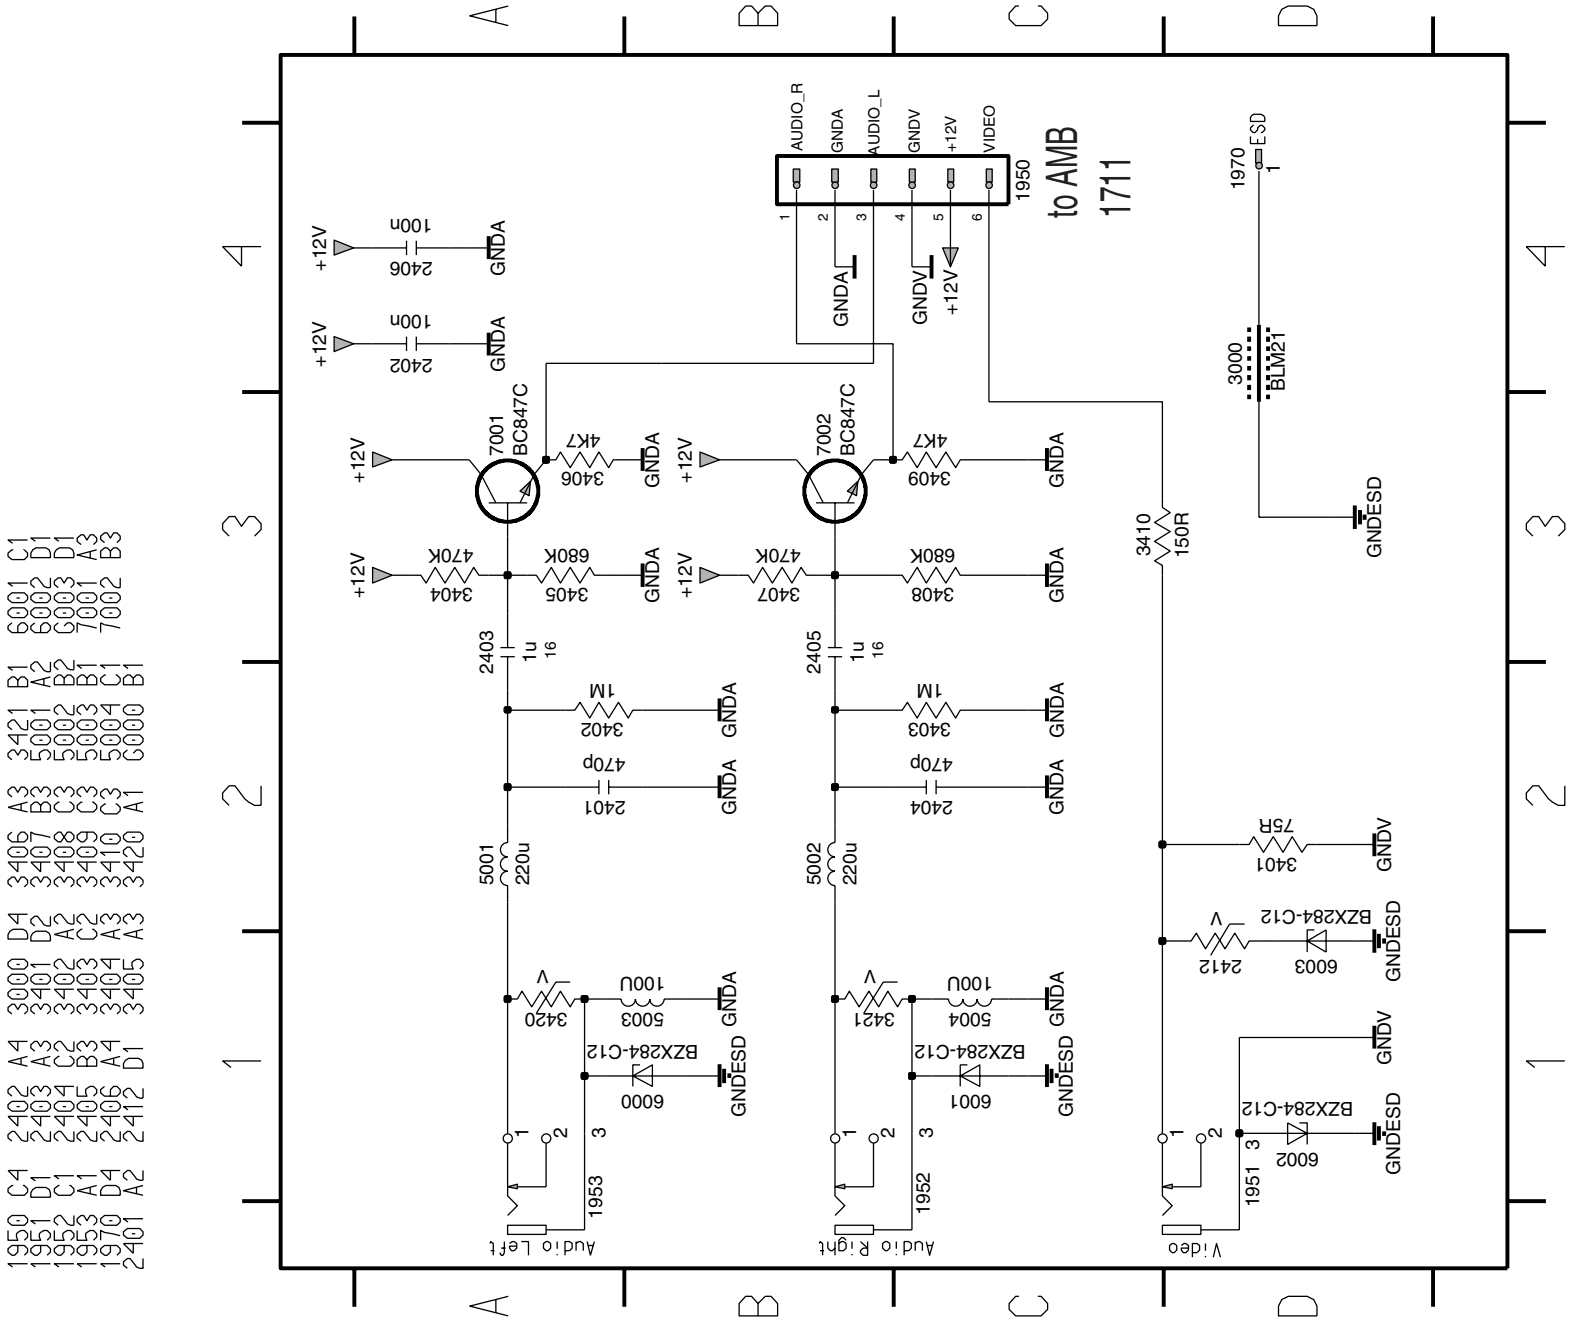 1950 C4 2402 A4 3000 D4 3406 A3 3421 B1 6001 C1
1951 D1 2403 A3 3401 D2 3407 B3 5001 A2 6002 D1
1952 C1 2404 C2 3402 A2 3408 C3 5002 B2 6003 D1
1953 A1 2405 B3 3403 C2 3409 C3 5003 B1 7001 A3
1970 D4 2406 A4 3404 A3 3410 C3 5004 C1 7002 B3
2401 A2 2412 D1 3405 A3 3420 A1 6000 B1
A B C D
4 3 2 1
4 3 2 1
A B C D
AUDIO_R
GNDA
AUDIO_L
GNDV
+12V
VIDEO
1 2 3 4 5 6
1950
to AMB
1711
GNDA
GNDV
+12V
1970
ESD
1
3000
BLM21
GNDESD
+12V
2406
100n
GNDA
+12V
2402
100n
GNDA
+12V
7001
BC847C
3406
4K7
GNDA
+12V
7002
BC847C
3409
4K7
GNDA
+12V
3404
470K
3405
680K
GNDA
+12V
3407
470K
3408
680K
GNDA
3410
150R
2403
1u
16
2405
1u
16
3402
1M
GNDA
3403
1M
GNDA
2401
470p
GNDA
2404
470p
GNDA
5001
220u
5002
220u
3401
75R
GNDV
2412
V
6003
BZX284-C12
GNDESD
3420
V
5003
100U
GNDA
3421
V
5004
100U
GNDA
6000
BZX284-C12
GNDESD
6001
BZX284-C12
GNDESD
GNDV
6002
BZX284-C12
GNDESD
1
2
3
1953
Audio Left
1
2
3
1952
Audio Right
1
2
3
1951
Video